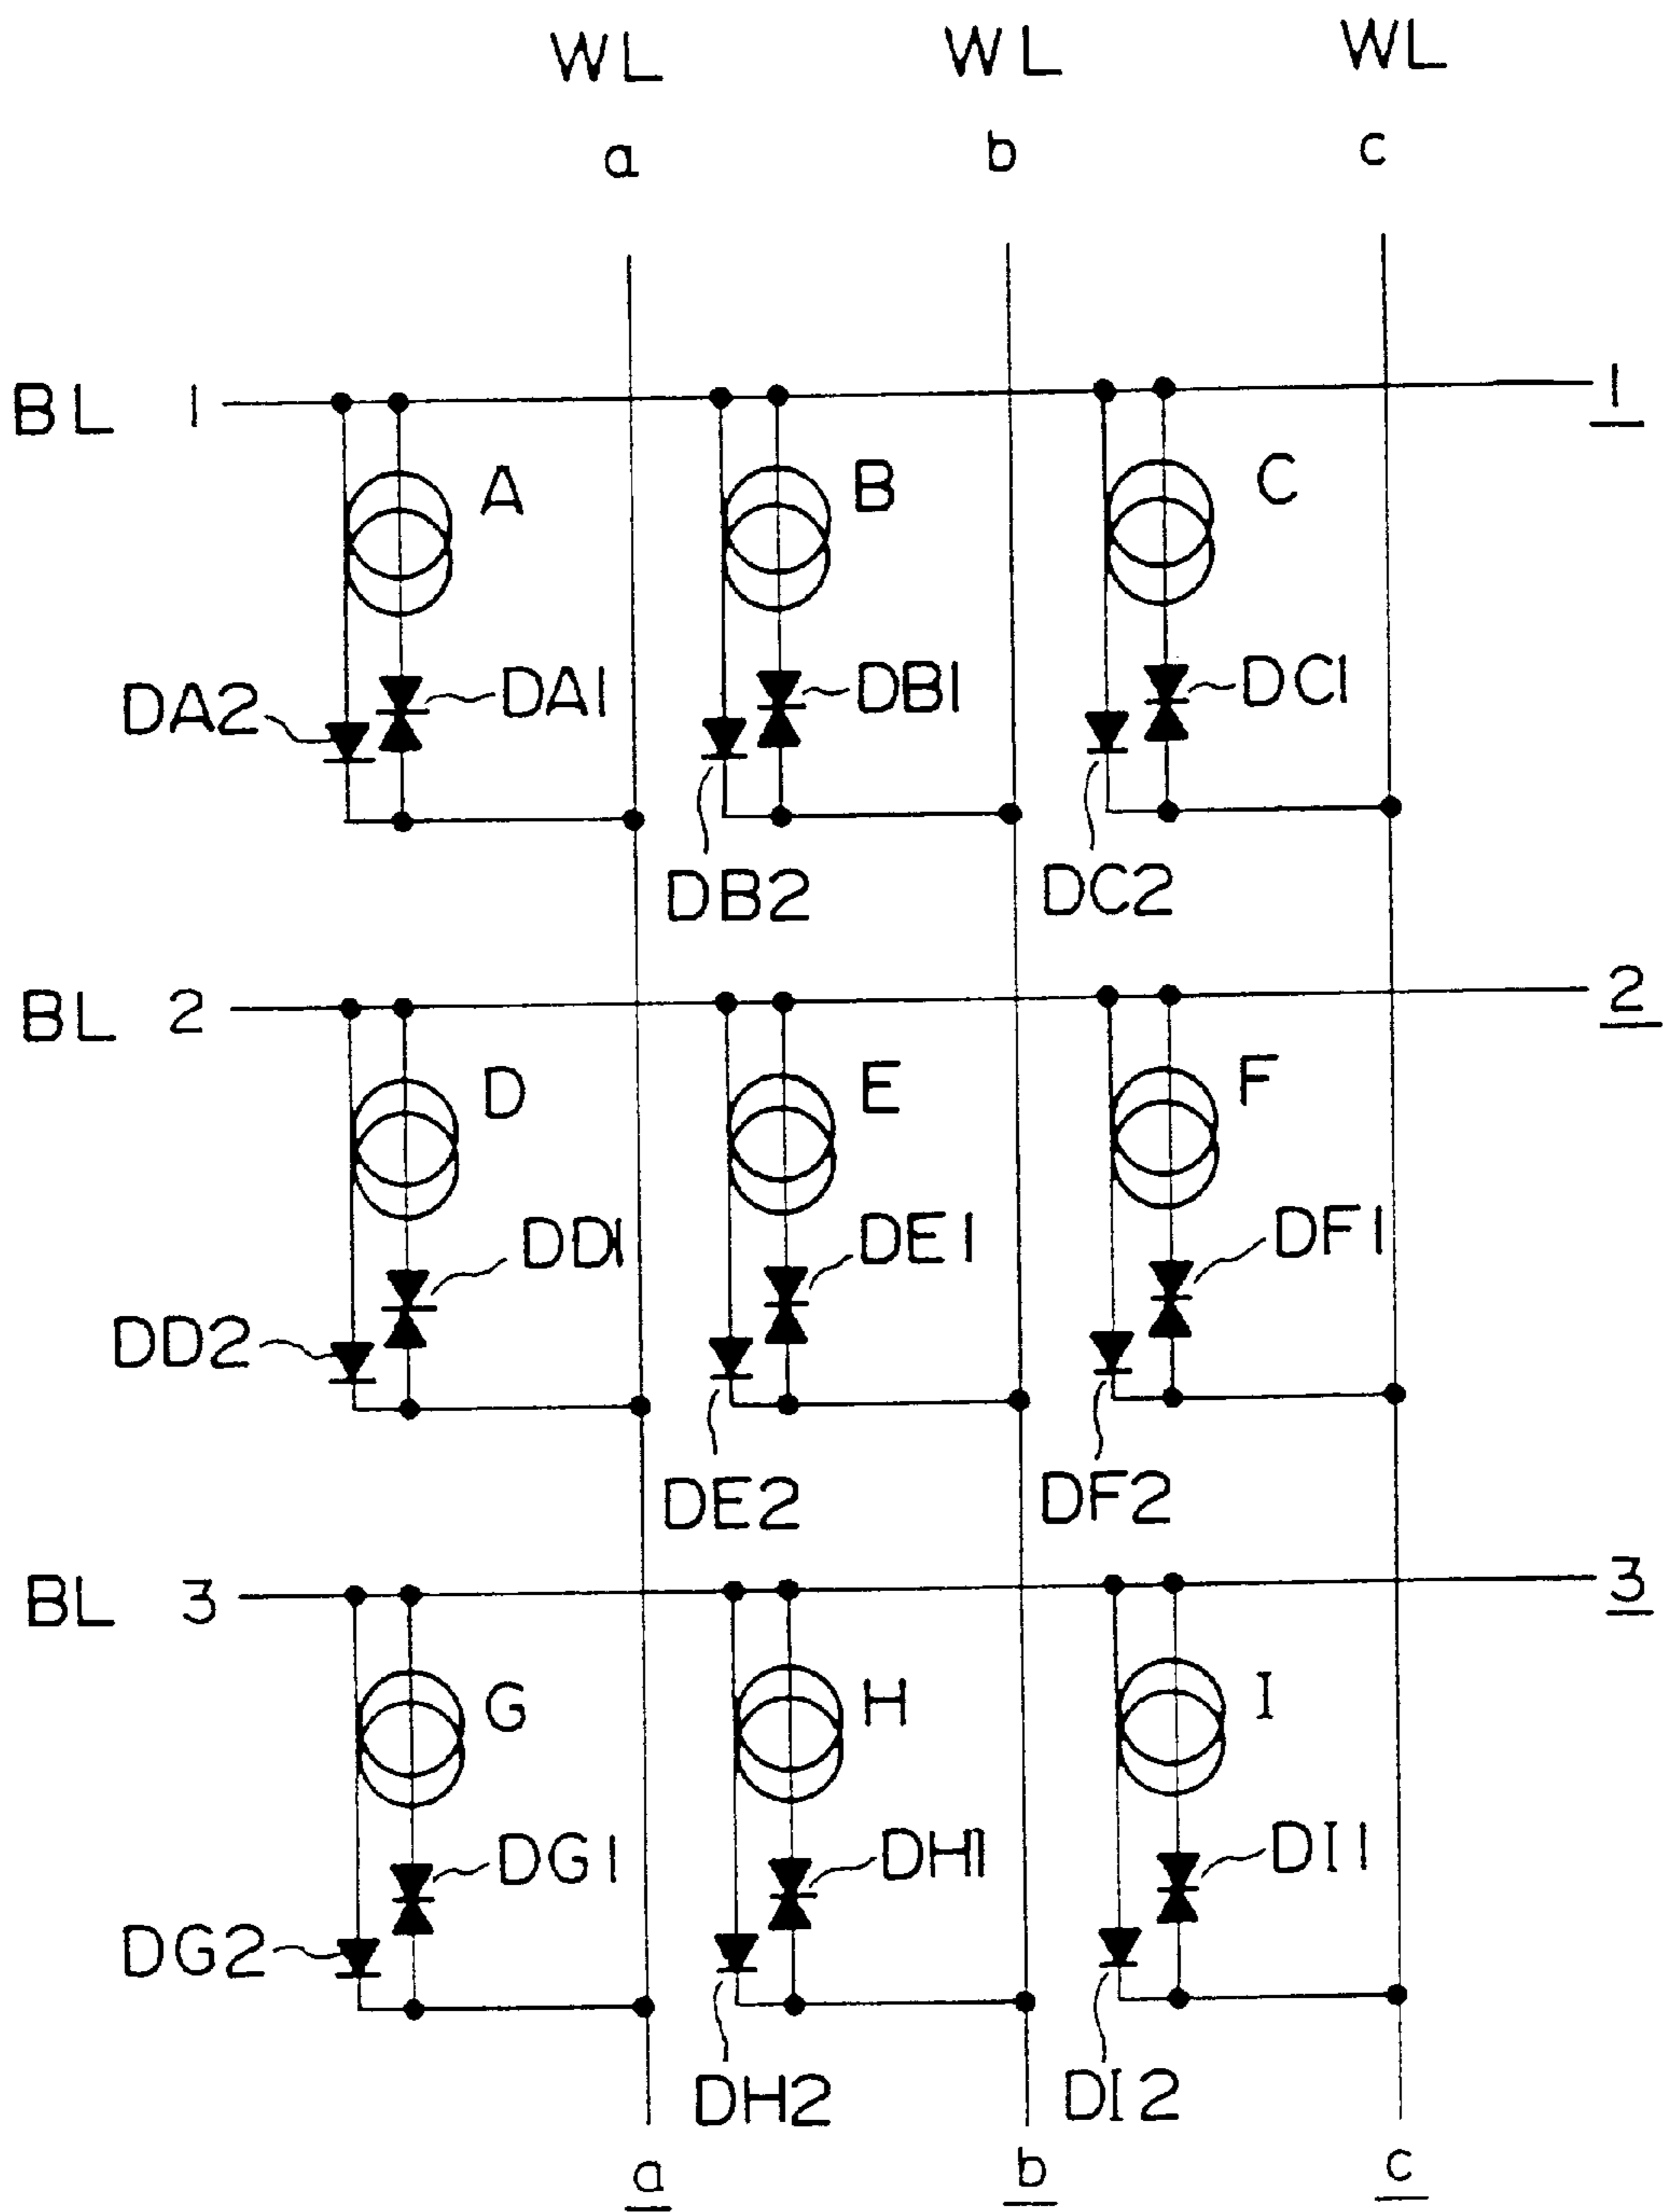 WL WL WL
a b c
BL 1 1
A B C
DA2 DA1 DB1 DC1
DB2 DC2
BL 2 2
D E F
DD1 DE1 DF1
DD2
DE2 DF2
BL 3 3
G H I
DG1 DH1 DI1
DG2
DH2 DI2
a b c